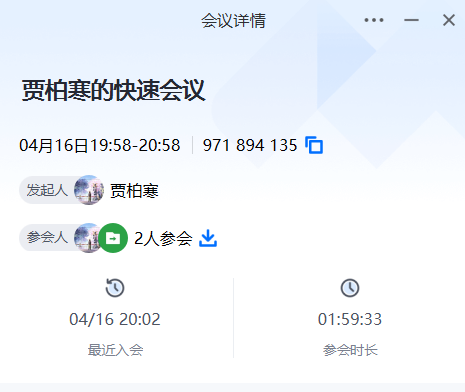 会议详情
贾柏寒的快速会议
04月16日19:58-20:58 971 894 135
发起人 贾柏寒
参会人 2人参会
04/16 20:02 01:59:33
最近入会 参会时长